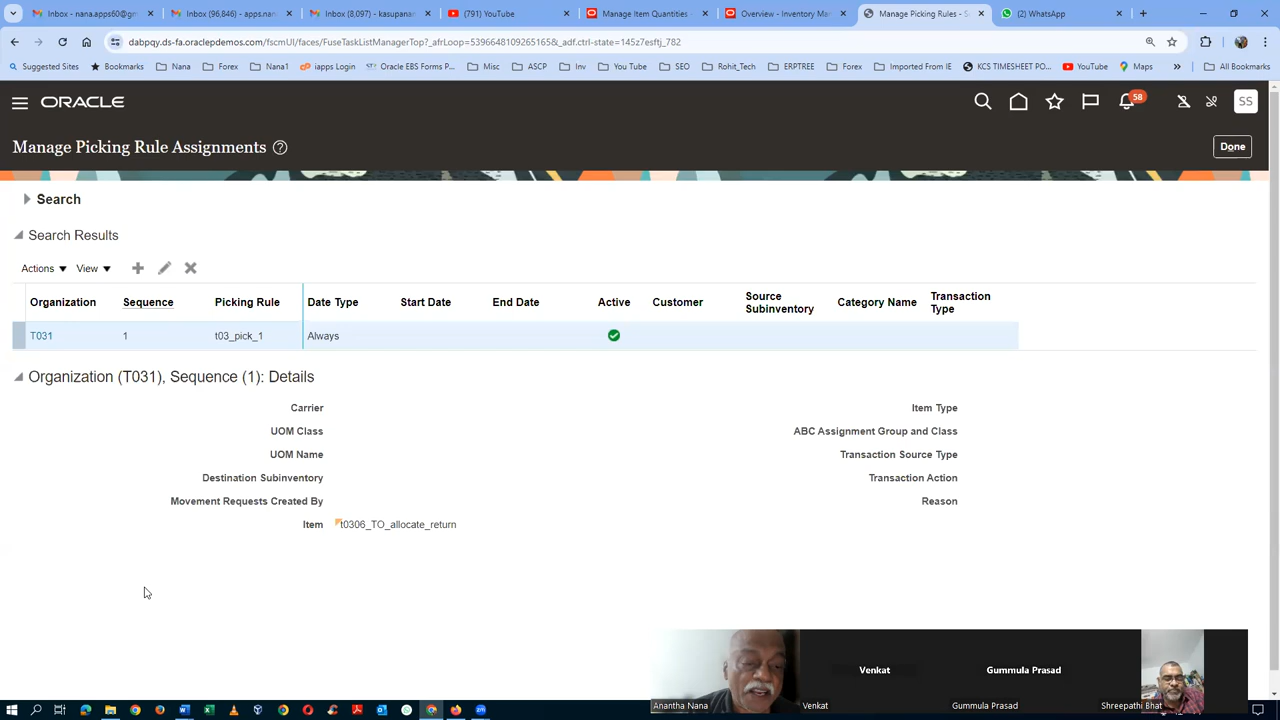 Inbox (8) - nana.apps60@gm
Inbox (96,846) - apps.nana
Inbox (8,097) - kasupanan
(791) YouTube
Manage Item Quantities -
Overview - Inventory Man
Manage Picking Rules - S
(2) WhatsApp
dabpqy.ds-fa.oraclepdemos.com/fscmUI/faces/FuseTaskListManagerTop?_afrLoop=5396648109265165&_adf.ctrl-state=145z7esftj_782
Suggested Sites Bookmarks Nana Forex Nana1 iapps Login Oracle EBS Forms P... Misc ASCP Inv You Tube SEO Rohit_Tech ERPTREE Forex Imported From IE KCS TIMESHEET PO... YouTube Maps » All Bookmarks
ORACLE 58 SS
Manage Picking Rule Assignments ? Done
Search
Search Results
Actions View
Organization Sequence Picking Rule Date Type Start Date End Date Active Customer Source Subinventory Category Name Transaction Type
T031 1 t03_pick_1 Always
Organization (T031), Sequence (1): Details
Carrier Item Type
UOM Class ABC Assignment Group and Class
UOM Name Transaction Source Type
Destination Subinventory Transaction Action
Movement Requests Created By Reason
Item t0306_TO_allocate_return
Venkat Gummula Prasad
Anantha Nana Venkat Gummula Prasad Shreepathi Bhat